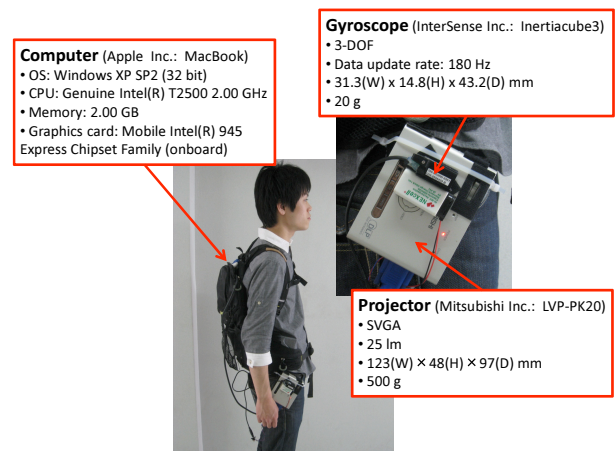 Computer (Apple Inc.: MacBook)
• OS: Windows XP SP2 (32 bit)
• CPU: Genuine Intel(R) T2500 2.00 GHz
• Memory: 2.00 GB
• Graphics card: Mobile Intel(R) 945
Express Chipset Family (onboard)
Gyroscope (InterSense Inc.: Inertiacube3)
• 3-DOF
• Data update rate: 180 Hz
• 31.3(W) x 14.8(H) x 43.2(D) mm
• 20 g
NEXcell
DLP
Projector (Mitsubishi Inc.: LVP-PK20)
• SVGA
• 25 lm
• 123(W) × 48(H) × 97(D) mm
• 500 g